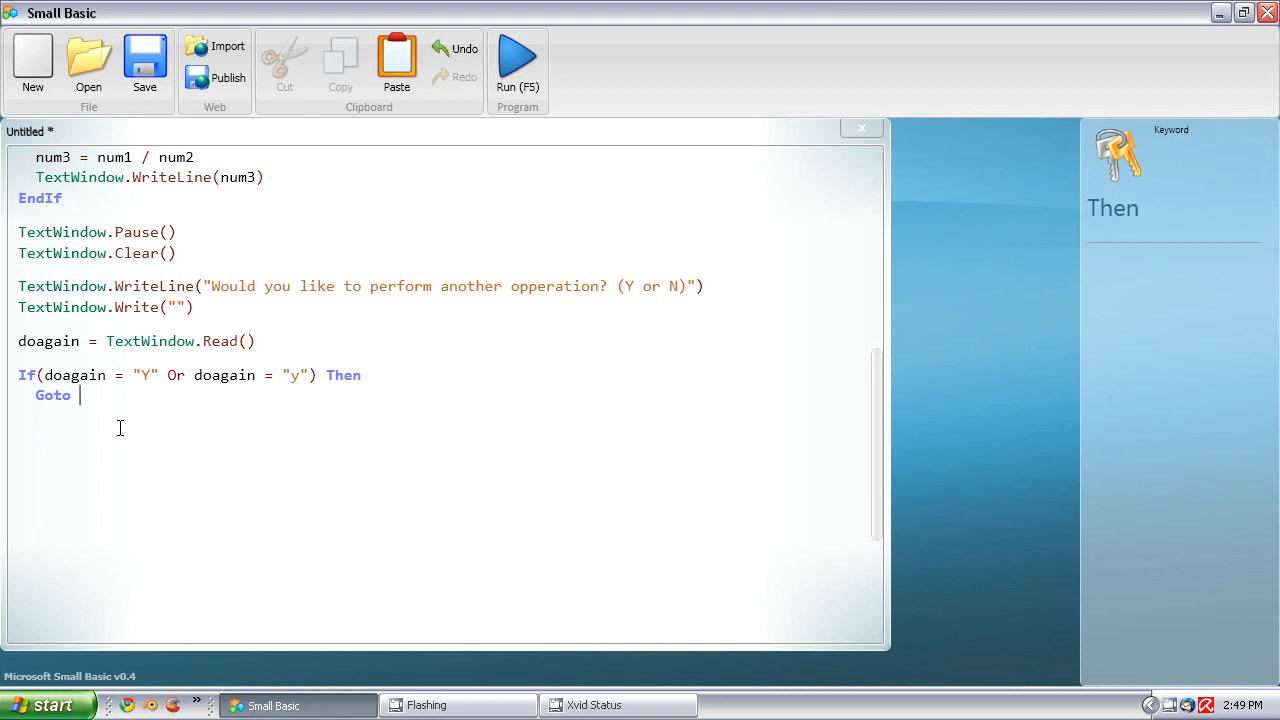 Small Basic
New
Open
Save
Import
Publish
Cut
Copy
Paste
Undo
Redo
Run (F5)
File
Web
Clipboard
Program
Untitled *
num3 = num1 / num2
TextWindow.WriteLine(num3)
EndIf
TextWindow.Pause()
TextWindow.Clear()
TextWindow.WriteLine("Would you like to perform another opperation? (Y or N)")
TextWindow.Write("")
doagain = TextWindow.Read()
If(doagain = "Y" Or doagain = "y") Then
Goto
Keyword
Then
Microsoft Small Basic v0.4
start
Small Basic
Flashing
Xvid Status
2:49 PM